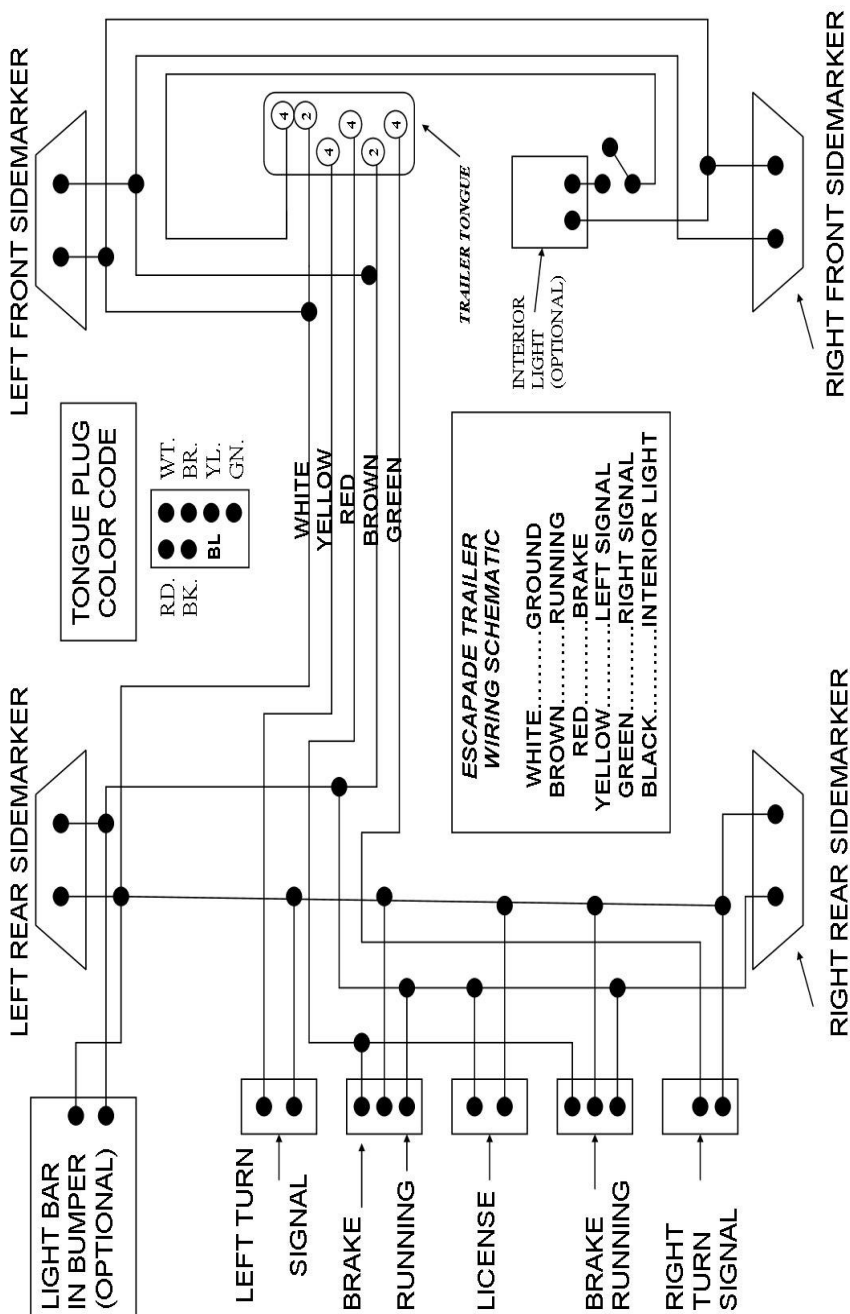 LEFT REAR SIDEMARKER
LEFT FRONT SIDEMARKER
LIGHT BAR
IN BUMPER
(OPTIONAL)
TONGUE PLUG
COLOR CODE
RD.
BK.
BL
WT.
BR.
YL.
GN.
4
2
4
4
2
4
WHITE
YELLOW
RED
BROWN
GREEN
TRAILER TONGUE
LEFT TURN
SIGNAL
BRAKE
RUNNING
LICENSE
BRAKE
RUNNING
RIGHT
TURN
SIGNAL
ESCAPADE TRAILER
WIRING SCHEMATIC
WHITE..........GROUND
BROWN..........RUNNING
RED..........BRAKE
YELLOW..........LEFT SIGNAL
GREEN..........RIGHT SIGNAL
BLACK..........INTERIOR LIGHT
INTERIOR
LIGHT
(OPTIONAL)
RIGHT REAR SIDEMARKER
RIGHT FRONT SIDEMARKER